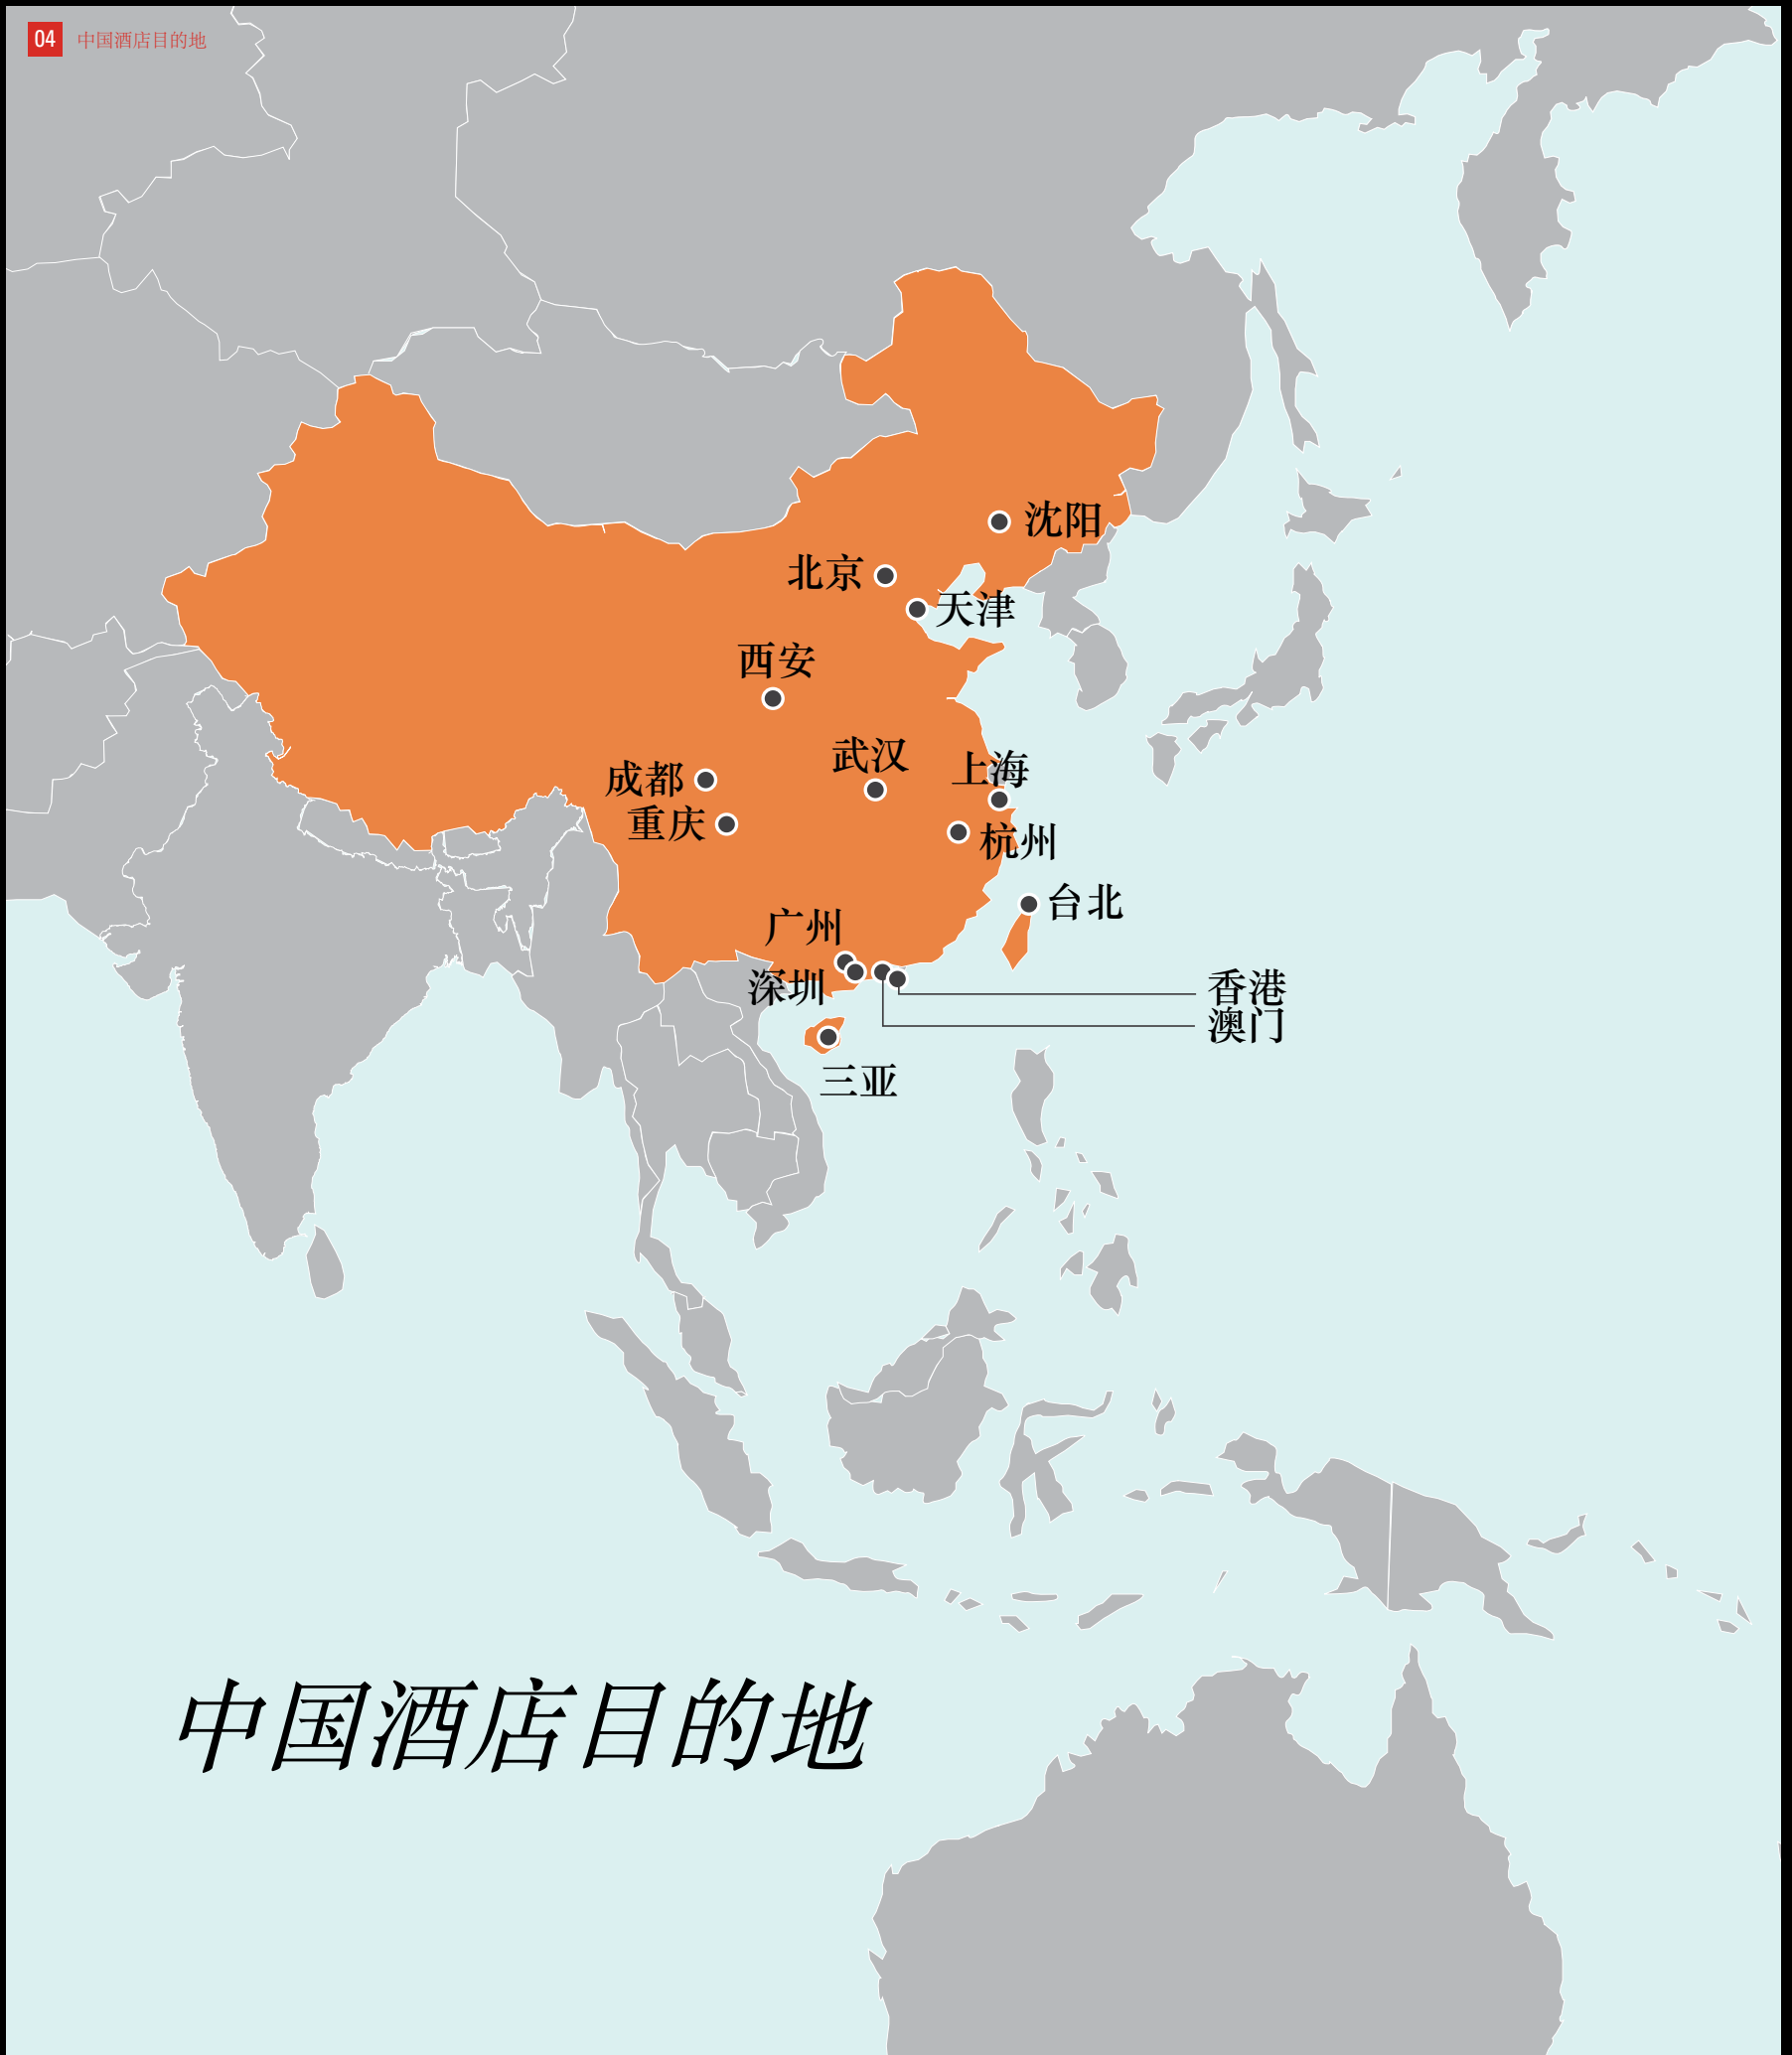 04 中国酒店目的地
沈阳
北京
天津
西安
武汉
上海
成都
重庆
杭州
台北
广州
深圳
香港
澳门
三亚
中国酒店目的地